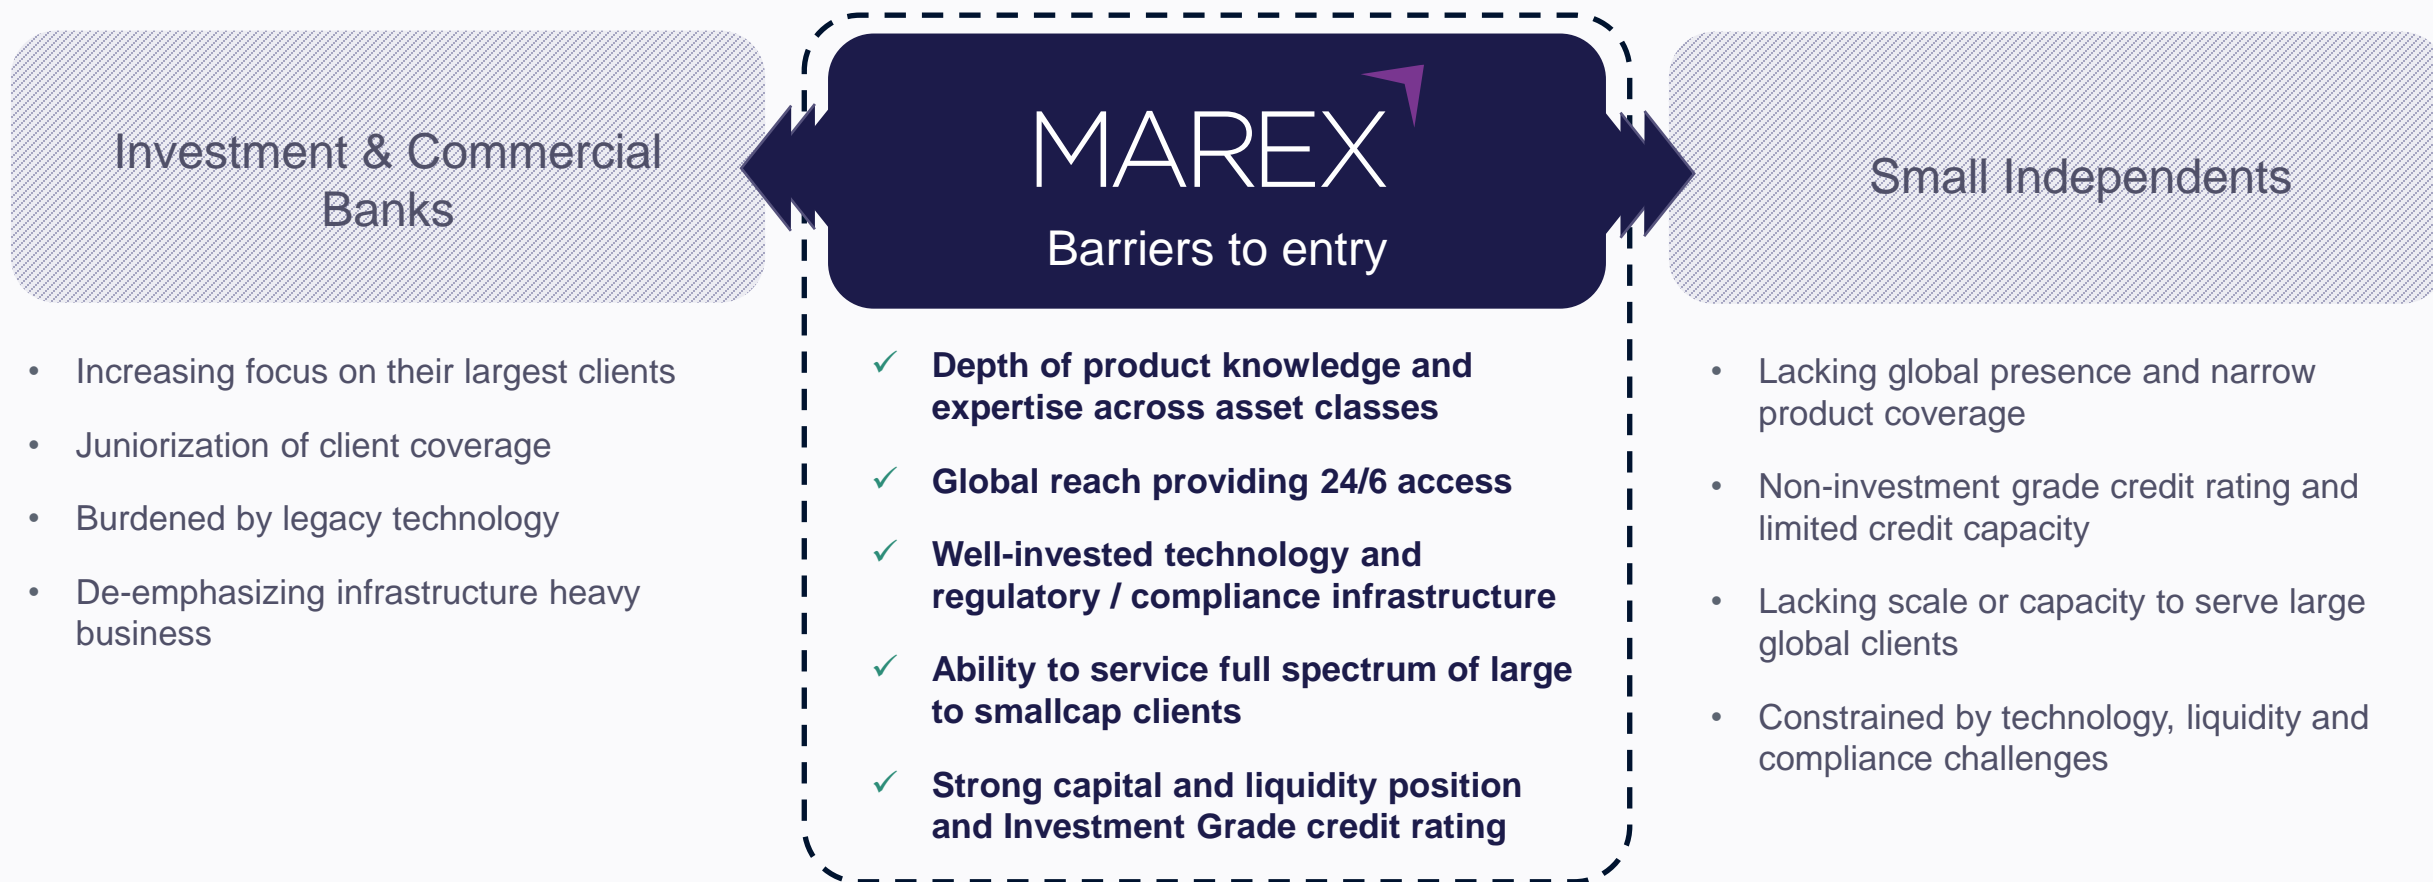 Investment & Commercial
Banks
• Increasing focus on their largest clients
• Juniorization of client coverage
• Burdened by legacy technology
• De-emphasizing infrastructure heavy
business
MAREX
Barriers to entry
✓ Depth of product knowledge and
expertise across asset classes
✓ Global reach providing 24/6 access
✓ Well-invested technology and
regulatory / compliance infrastructure
✓ Ability to service full spectrum of large
to smallcap clients
✓ Strong capital and liquidity position
and Investment Grade credit rating
Small Independents
• Lacking global presence and narrow
product coverage
• Non-investment grade credit rating and
limited credit capacity
• Lacking scale or capacity to serve large
global clients
• Constrained by technology, liquidity and
compliance challenges